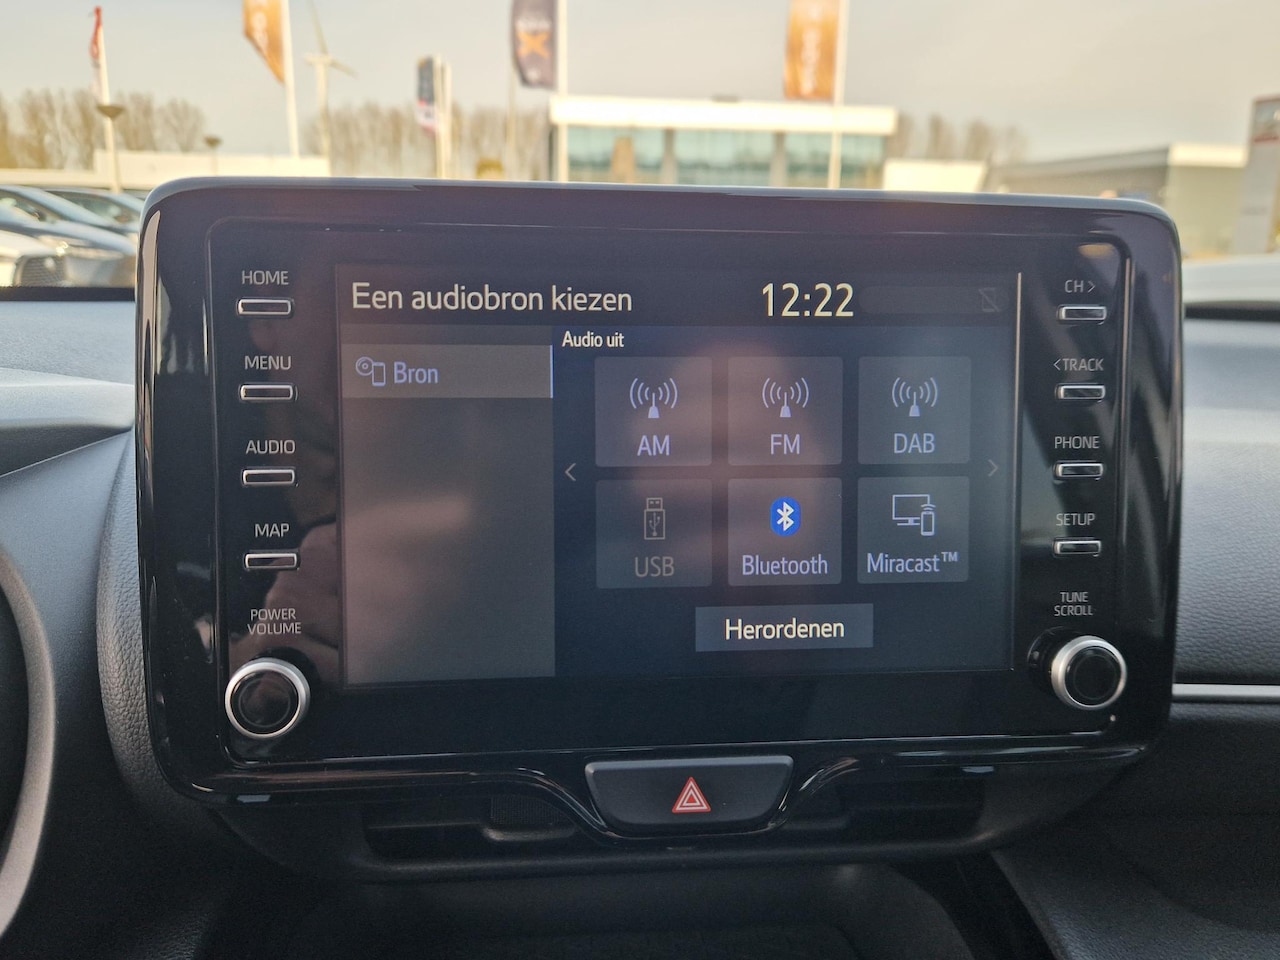 HOME
MENU
AUDIO
MAP
POWER
VOLUME
Een audiobron kiezen
12:22
Bron
Audio uit
AM
FM
DAB
USB
Bluetooth
Miracast™
Herordenen
CH >
< TRACK
PHONE
SETUP
TUNE
SCROLL